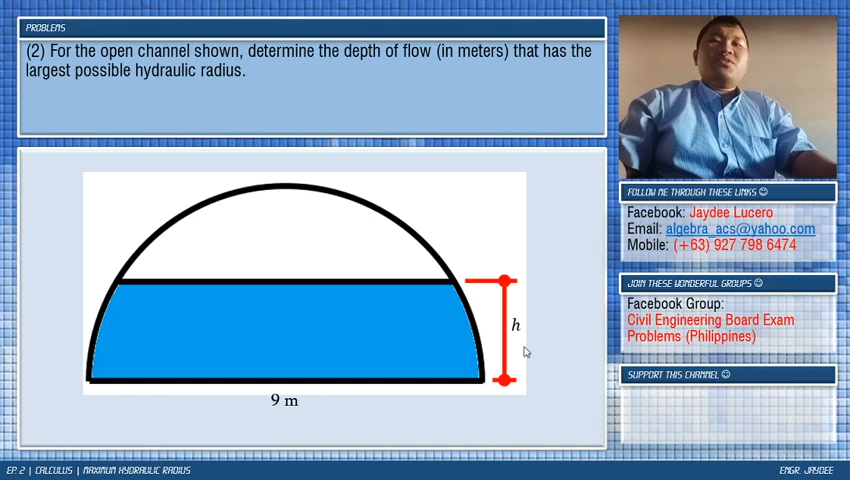 PROBLEMS
(2) For the open channel shown, determine the depth of flow (in meters) that has the
largest possible hydraulic radius.
h
9 m
FOLLOW ME THROUGH THESE LINKS ☺
Facebook: Jaydee Lucero
Email: algebra_acs@yahoo.com
Mobile: (+63) 927 798 6474
JOIN THESE WONDERFUL GROUPS ☺
Facebook Group:
Civil Engineering Board Exam
Problems (Philippines)
SUPPORT THIS CHANNEL ☺
EP. 2 | CALCULUS | MAXIMUM HYDRAULIC RADIUS
ENGR. JAYDEE